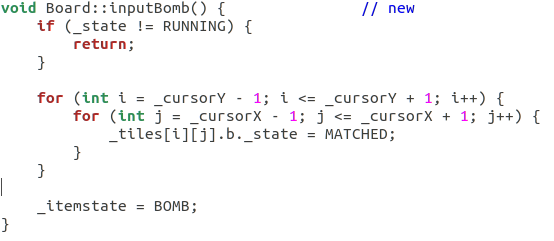 void Board::inputBomb() {                // new
    if (_state != RUNNING) {
        return;
    }

    for (int i = _cursorY - 1; i <= _cursorY + 1; i++) {
        for (int j = _cursorX - 1; j <= _cursorX + 1; j++) {
            _tiles[i][j].b._state = MATCHED;
        }
    }

    _itemstate = BOMB;
}